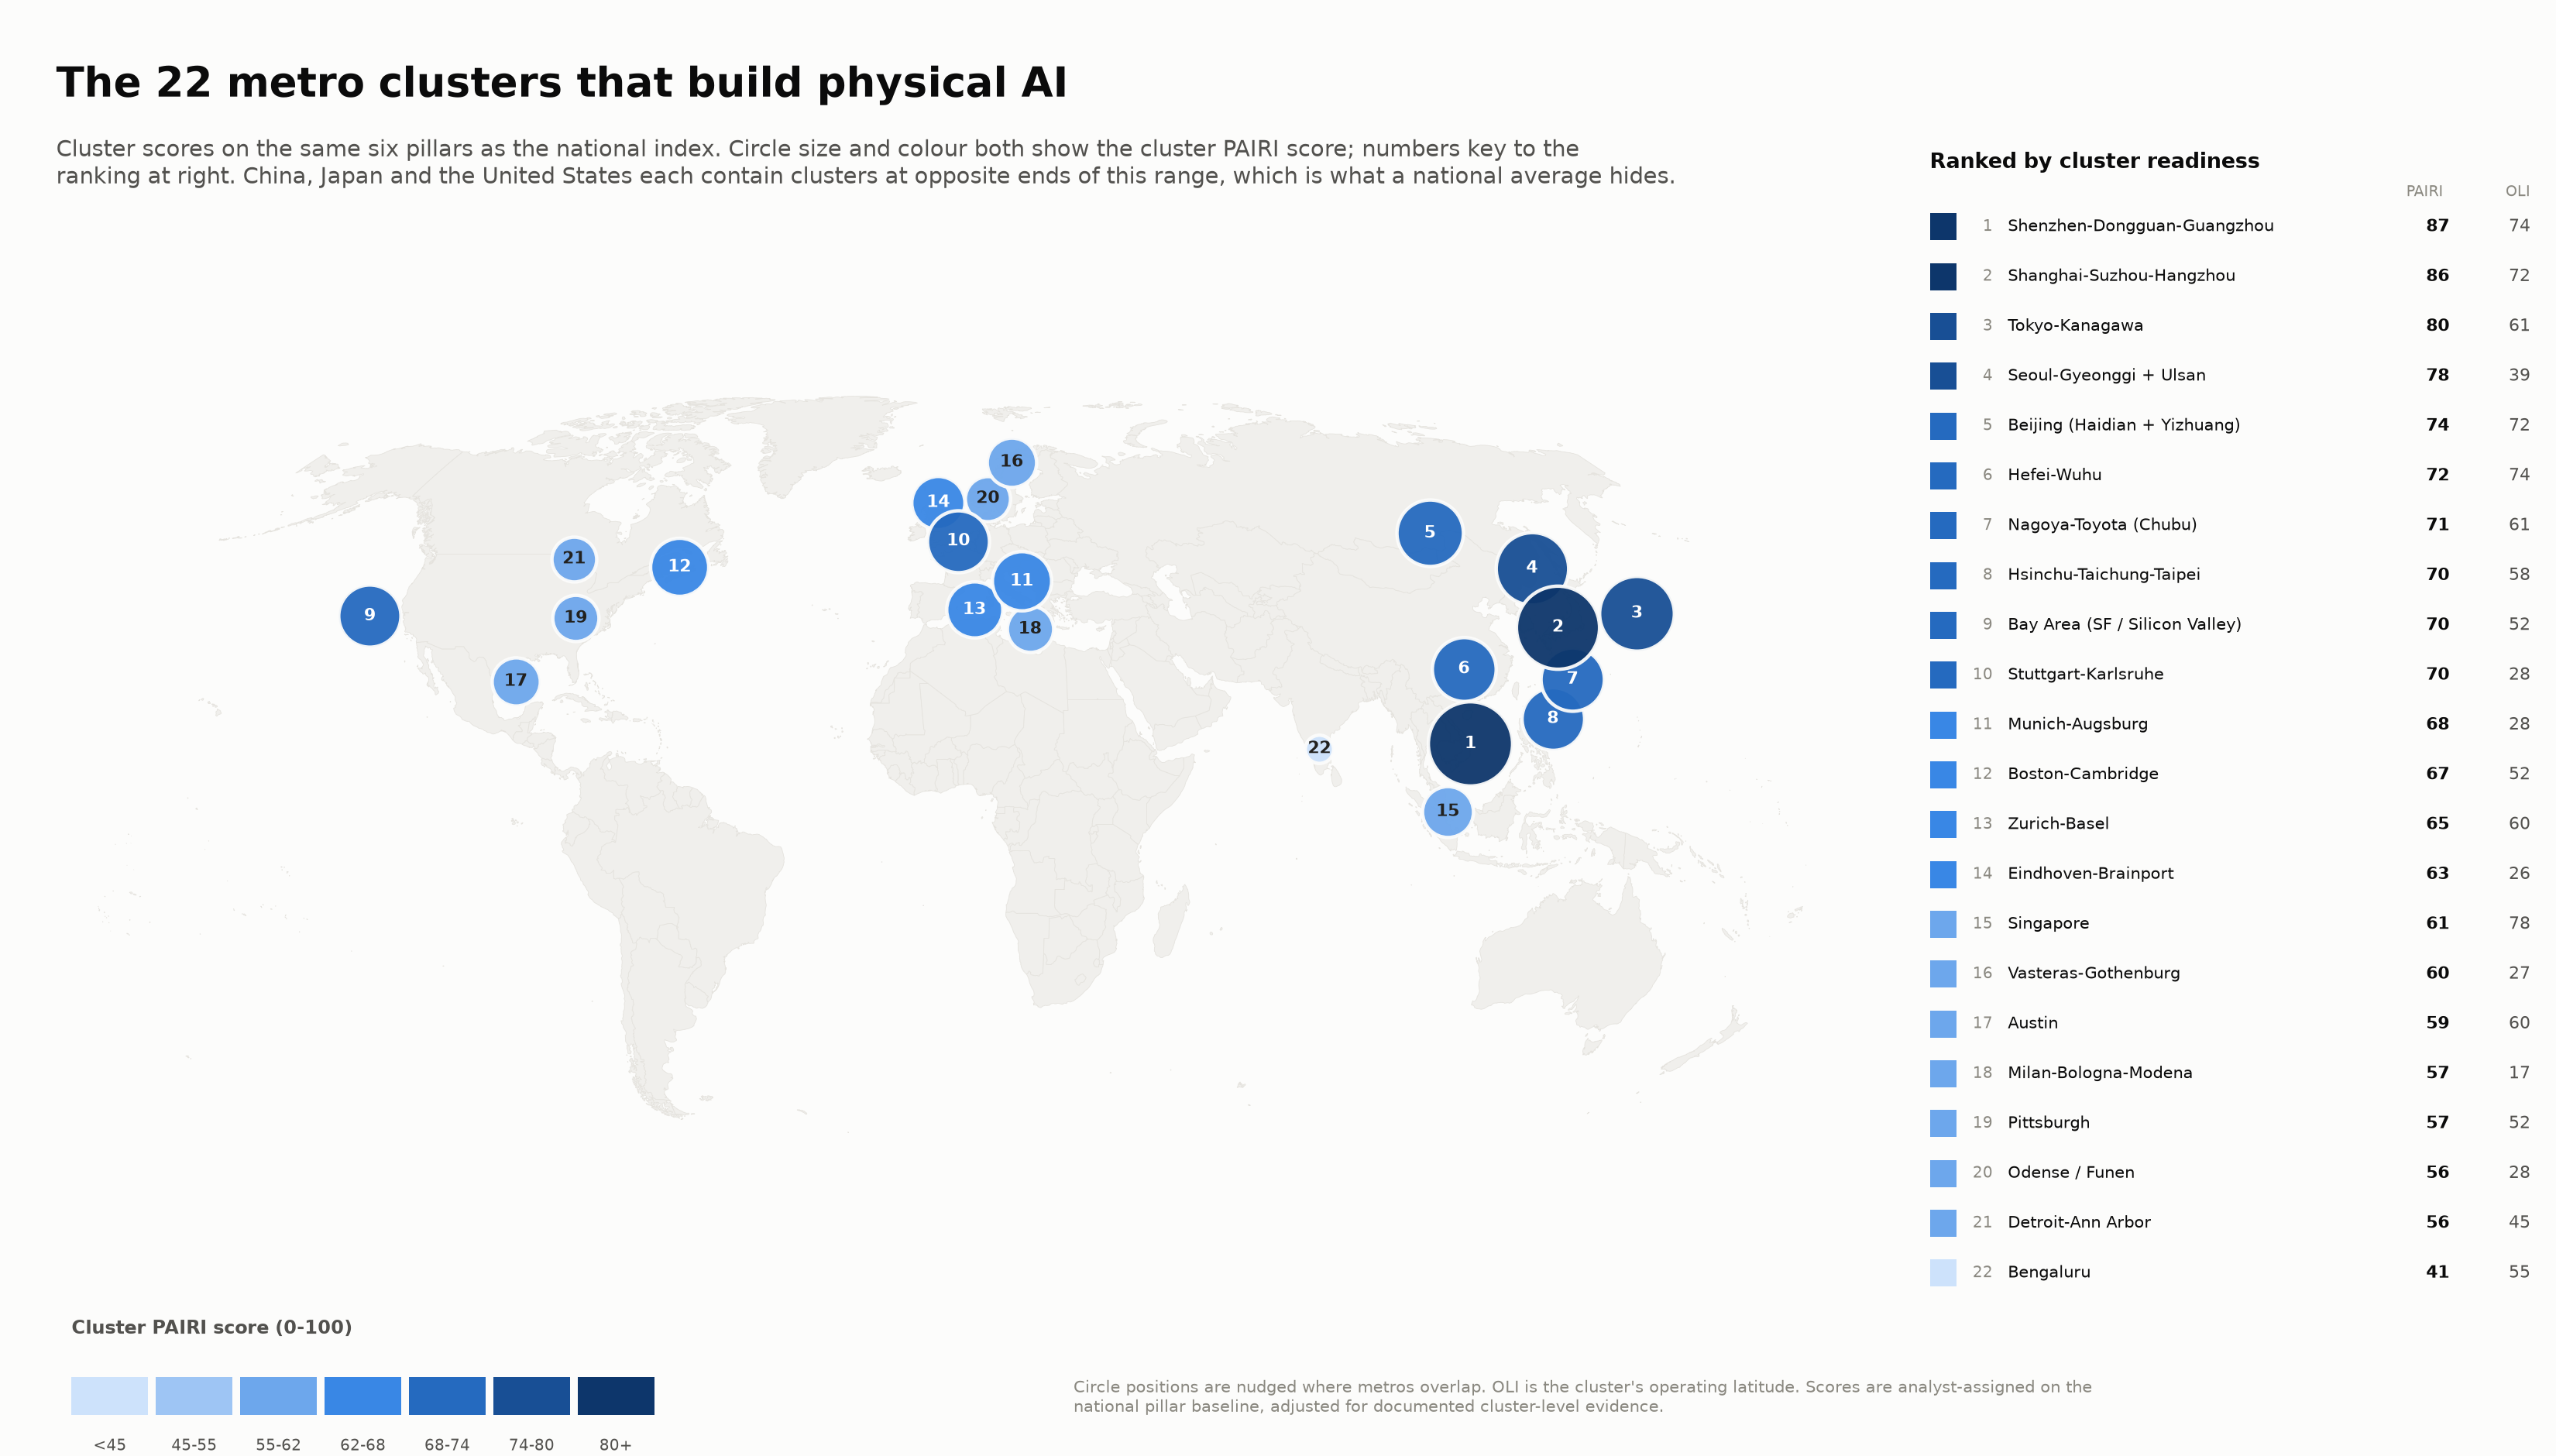 The 22 metro clusters that build physical AI
Cluster scores on the same six pillars as the national index. Circle size and colour both show the cluster PAIRI score; numbers key to the
ranking at right. China, Japan and the United States each contain clusters at opposite ends of this range, which is what a national average hides.
16
14
20
10
5
21
12
4
11
9
13
3
19
2
18
6
17
7
8
1
22
15
Ranked by cluster readiness
PAIRI OLI
1 Shenzhen-Dongguan-Guangzhou 87 74
2 Shanghai-Suzhou-Hangzhou 86 72
3 Tokyo-Kanagawa 80 61
4 Seoul-Gyeonggi + Ulsan 78 39
5 Beijing (Haidian + Yizhuang) 74 72
6 Hefei-Wuhu 72 74
7 Nagoya-Toyota (Chubu) 71 61
8 Hsinchu-Taichung-Taipei 70 58
9 Bay Area (SF / Silicon Valley) 70 52
10 Stuttgart-Karlsruhe 70 28
11 Munich-Augsburg 68 28
12 Boston-Cambridge 67 52
13 Zurich-Basel 65 60
14 Eindhoven-Brainport 63 26
15 Singapore 61 78
16 Vasteras-Gothenburg 60 27
17 Austin 59 60
18 Milan-Bologna-Modena 57 17
19 Pittsburgh 57 52
20 Odense / Funen 56 28
21 Detroit-Ann Arbor 56 45
22 Bengaluru 41 55
Cluster PAIRI score (0-100)
<45 45-55 55-62 62-68 68-74 74-80 80+
Circle positions are nudged where metros overlap. OLI is the cluster's operating latitude. Scores are analyst-assigned on the
national pillar baseline, adjusted for documented cluster-level evidence.